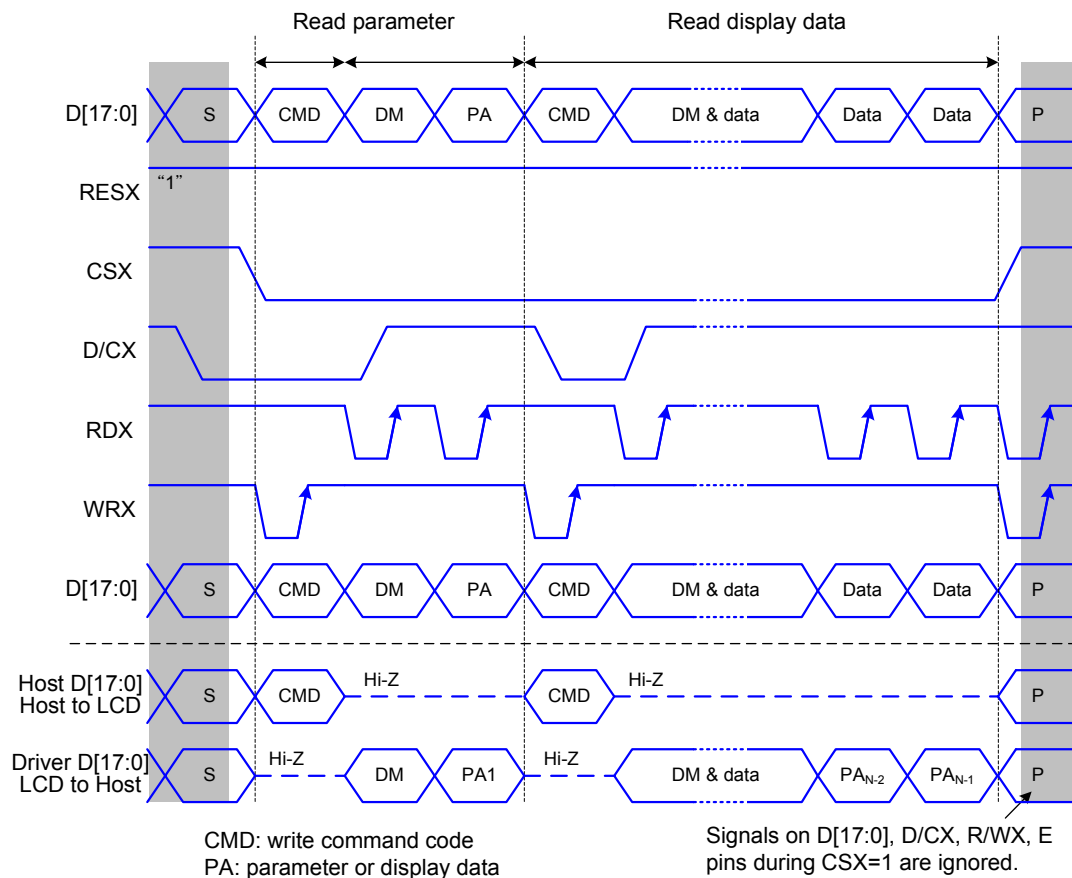 Read parameter Read display data
D[17:0] S CMD DM PA CMD DM & data Data Data P
RESX “1”
CSX
D/CX
RDX
WRX
D[17:0] S CMD DM PA CMD DM & data Data Data P
Host D[17:0]
Host to LCD
S CMD Hi-Z CMD Hi-Z P
Driver D[17:0]
LCD to Host
S Hi-Z DM PA1 Hi-Z DM & data PAN-2 PAN-1 P
CMD: write command code
PA: parameter or display data
Signals on D[17:0], D/CX, R/WX, E
pins during CSX=1 are ignored.